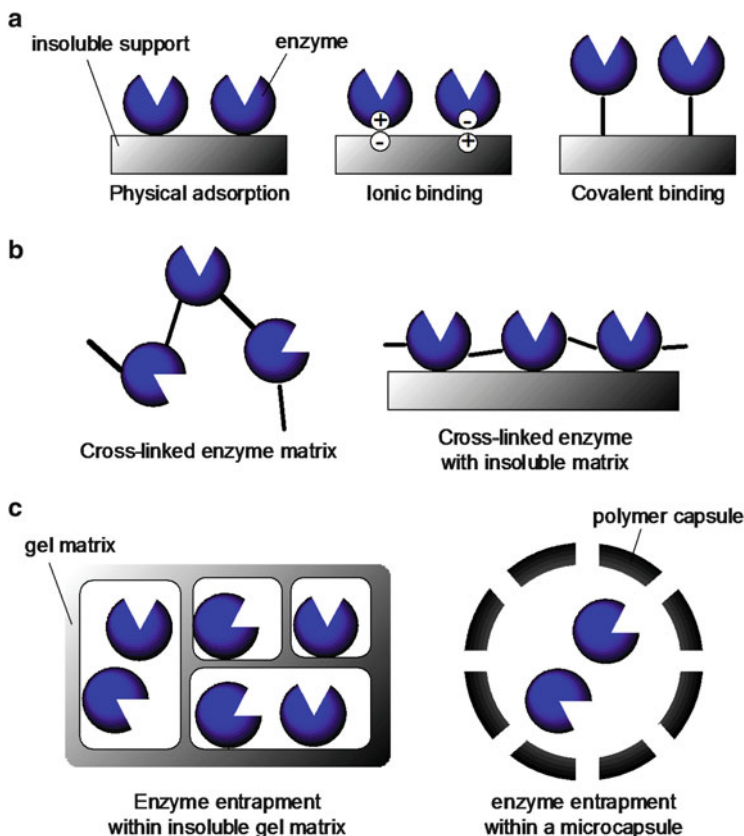 a
insoluble support
enzyme
+
-
-
+
Physical adsorption
Ionic binding
Covalent binding
b
Cross-linked enzyme matrix
Cross-linked enzyme
with insoluble matrix
c
gel matrix
polymer capsule
Enzyme entrapment
within insoluble gel matrix
enzyme entrapment
within a microcapsule